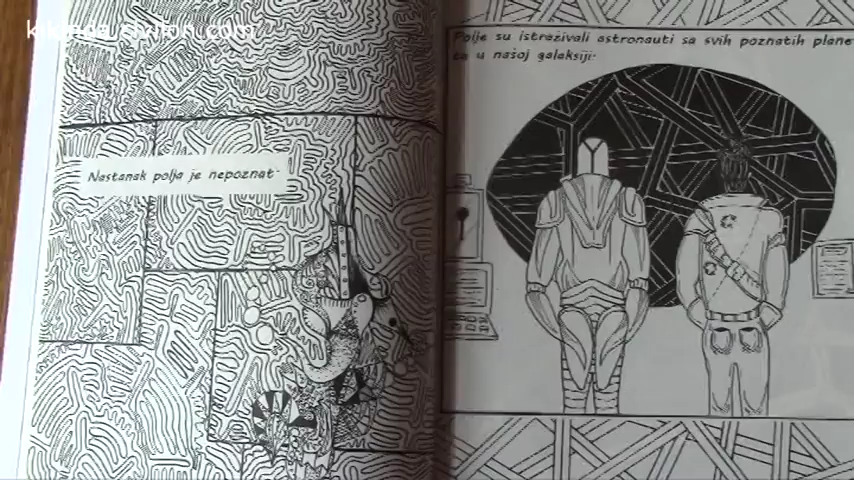 Nastanak polja je nepoznat
Polje su istraživali astronauti sa svih poznatih plane
ta u našoj galaksiji.